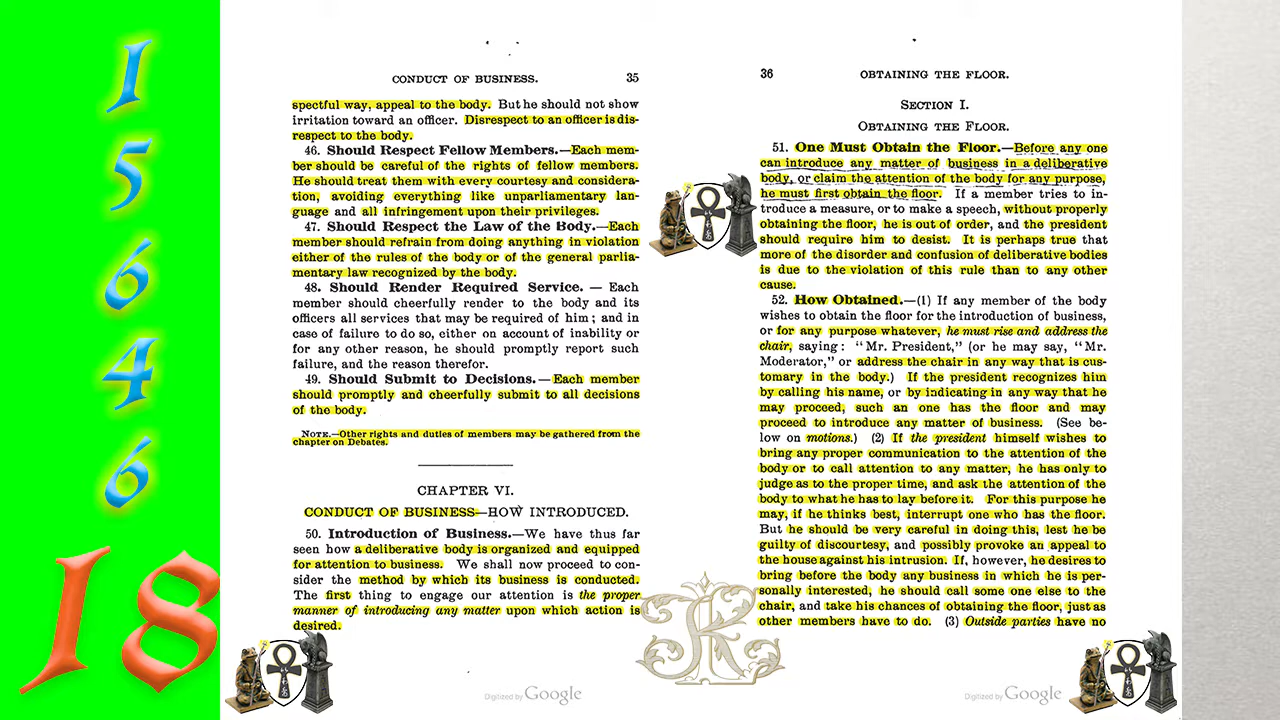 1
5
6
4
6
18
CONDUCT OF BUSINESS. 35
spectful way, appeal to the body. But he should not show
irritation toward an officer. Disrespect to an officer is dis-
respect to the body.
46. Should Respect Fellow Members.—Each mem-
ber should be careful of the rights of fellow members.
He should treat them with every courtesy and considera-
tion, avoiding everything like unparliamentary lan-
guage and all infringement upon their privileges.
47. Should Respect the Law of the Body.—Each
member should refrain from doing anything in violation
either of the rules of the body or of the general parlia-
mentary law recognized by the body.
48. Should Render Required Service. — Each
member should cheerfully render to the body and its
officers all services that may be required of him; and in
case of failure to do so, either on account of inability or
for any other reason, he should promptly report such
failure, and the reason therefor.
49. Should Submit to Decisions.—Each member
should promptly and cheerfully submit to all decisions
of the body.
NOTE.—Other rights and duties of members may be gathered from the
chapter on Debates.
CHAPTER VI.
CONDUCT OF BUSINESS—HOW INTRODUCED.
50. Introduction of Business.—We have thus far
seen how a deliberative body is organized and equipped
for attention to business. We shall now proceed to con-
sider the method by which its business is conducted.
The first thing to engage our attention is the proper
manner of introducing any matter upon which action is
desired.
Digitized by Google
36 OBTAINING THE FLOOR.
SECTION I.
OBTAINING THE FLOOR.
51. One Must Obtain the Floor.—Before any one
can introduce any matter of business in a deliberative
body, or claim the attention of the body for any purpose,
he must first obtain the floor. If a member tries to in-
troduce a measure, or to make a speech, without properly
obtaining the floor, he is out of order, and the president
should require him to desist. It is perhaps true that
more of the disorder and confusion of deliberative bodies
is due to the violation of this rule than to any other
cause.
52. How Obtained.—(1) If any member of the body
wishes to obtain the floor for the introduction of business,
or for any purpose whatever, he must rise and address the
chair, saying: "Mr. President," (or he may say, "Mr.
Moderator," or address the chair in any way that is cus-
tomary in the body.) If the president recognizes him
by calling his name, or by indicating in any way that he
may proceed, such an one has the floor and may
proceed to introduce any matter of business. (See be-
low on motions.) (2) If the president himself wishes to
bring any proper communication to the attention of the
body or to call attention to any matter, he has only to
judge as to the proper time, and ask the attention of the
body to what he has to lay before it. For this purpose he
may, if he thinks best, interrupt one who has the floor.
But he should be very careful in doing this, lest he be
guilty of discourtesy, and possibly provoke an appeal to
the house against his intrusion. If, however, he desires to
bring before the body any business in which he is per-
sonally interested, he should call some one else to the
chair, and take his chances of obtaining the floor, just as
other members have to do. (3) Outside parties have no
Digitized by Google